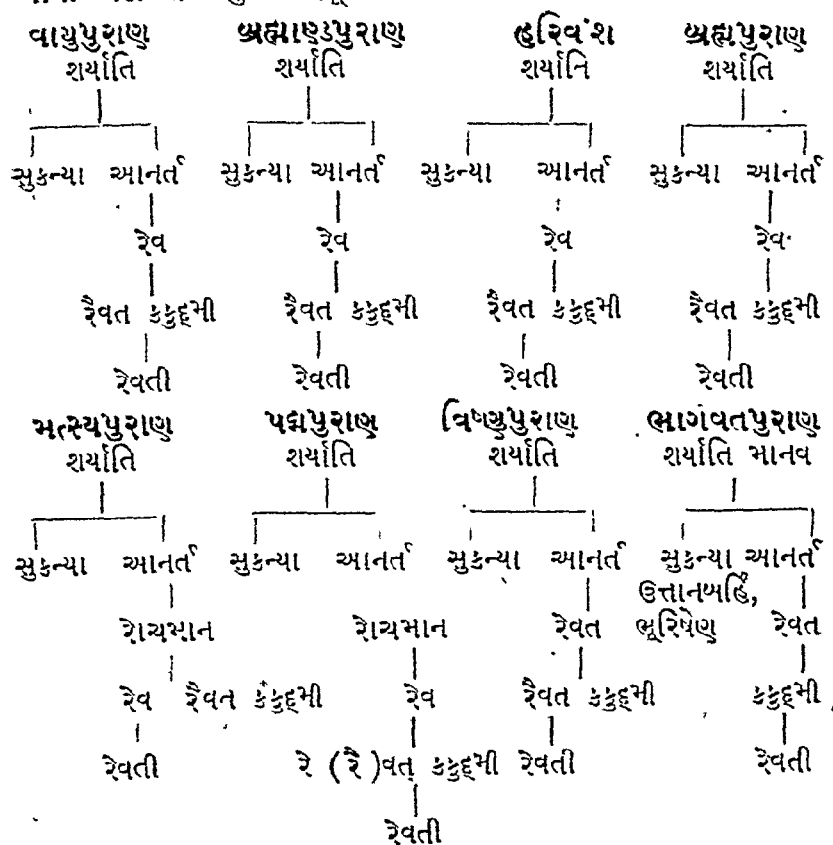 વાયુપુરાણ બ્રહ્માણ્ડપુરાણ હરિવંશ બ્રહ્મપુરાણ
શર્યાતિ શર્યાતિ શર્યાતિ શર્યાતિ
સુકન્યા આનર્ત સુકન્યા આનર્ત સુકન્યા આનર્ત સુકન્યા આનર્ત
રેવ રેવ રેવ રેવ
રૈવત કકુદ્મી રૈવત કકુદ્મી રૈવત કકુદ્મી રૈવત કકુદ્મી
રેવતી રેવતી રેવતી રેવતી
મત્સ્યપુરાણ પદ્મપુરાણ વિષ્ણુપુરાણ ભાગવતપુરાણ
શર્યાતિ શર્યાતિ શર્યાતિ શર્યાતિ માનવ
સુકન્યા આનર્ત સુકન્યા આનર્ત સુકન્યા આનર્ત સુકન્યા આનર્ત
ઉત્તાનબર્હિ,
રોચમાન રોચમાન રેવત ભૂરિષેણ રેવત
રેવ રૈવત કકુદ્મી રેવ રૈવત કકુદ્મી કકુદ્મી
રેવતી રે (રૈ)વત્ કકુદ્મી રેવતી રેવતી
રેવતી